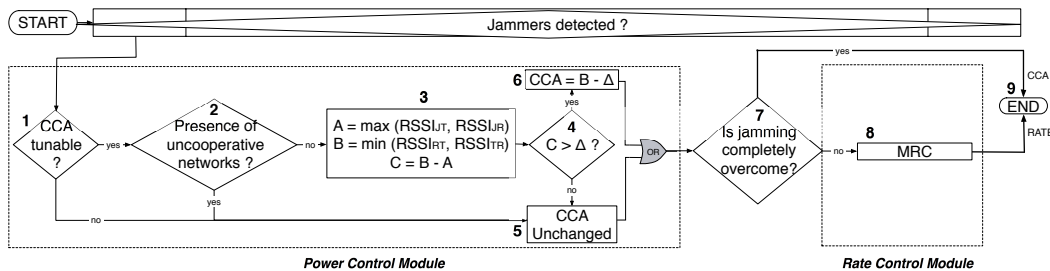 START
Jammers detected ?
1
CCA
tunable
?
yes
no
2
Presence of
uncooperative
networks ?
no
yes
3
A = max (RSSIJT, RSSIJR)
B = min (RSSIRT, RSSITR)
C = B - A
4
C > Δ ?
yes
no
6
CCA = B - Δ
5
CCA
Unchanged
OR
7
Is jamming
completely
overcome?
yes
no
8
MRC
9
END
CCA
RATE
Power Control Module
Rate Control Module